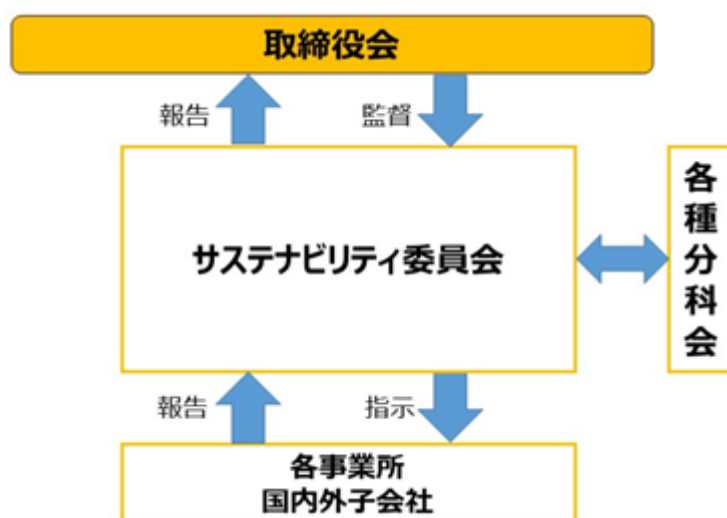 取締役会
報告
監督
サステナビリティ委員会
各種分科会
報告
指示
各事業所
国内外子会社